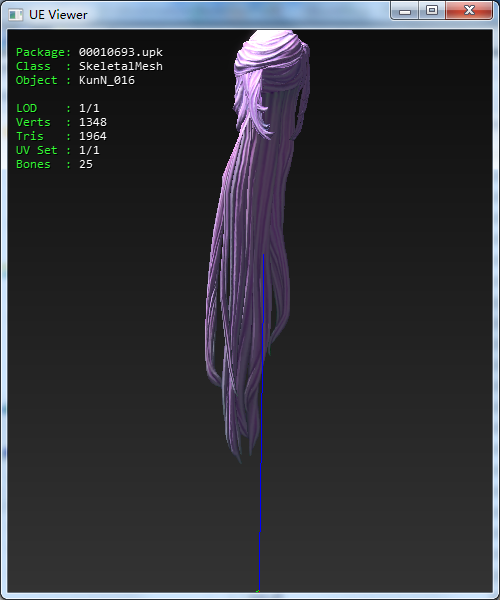 UE Viewer
Package: 00010693.upk
Class  : SkeletalMesh
Object : KunN_016
LOD    : 1/1
Verts  : 1348
Tris   : 1964
UV Set : 1/1
Bones  : 25